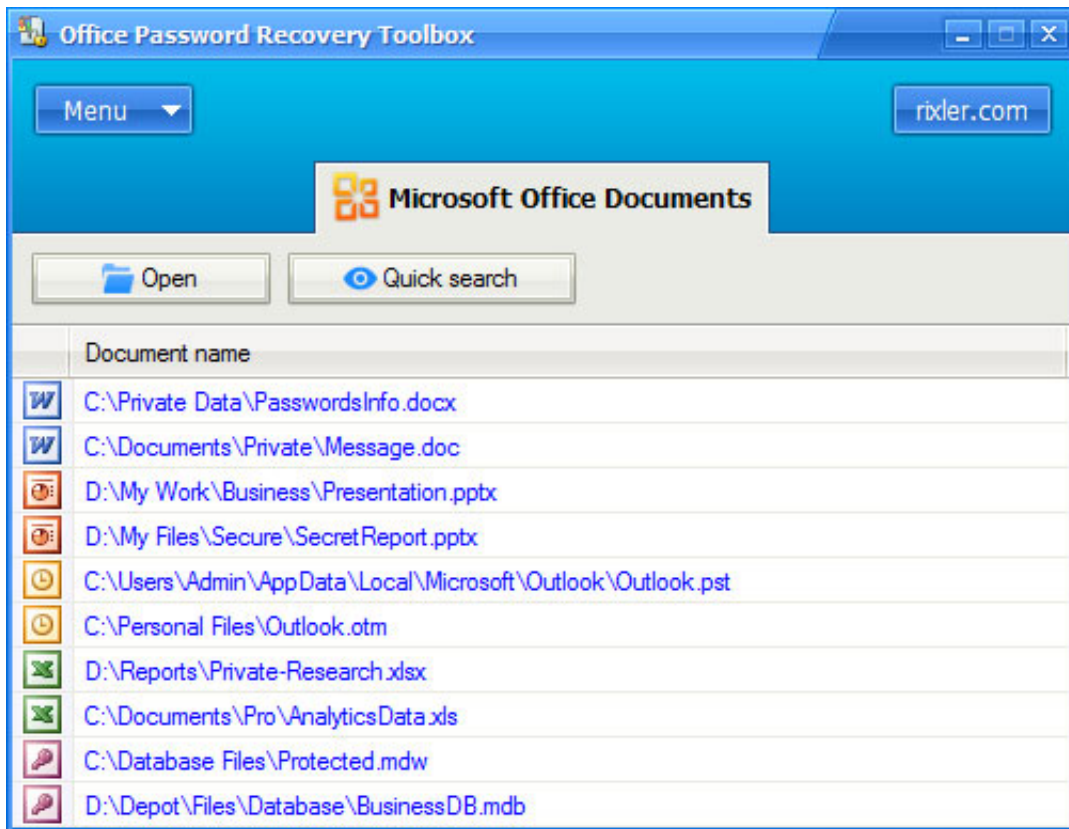 Office Password Recovery Toolbox
Menu
rixler.com
Microsoft Office Documents
Open
Quick search
Document name
C:\Private Data\PasswordsInfo.docx
C:\Documents\Private\Message.doc
D:\My Work\Business\Presentation.pptx
D:\My Files\Secure\SecretReport.pptx
C:\Users\Admin\AppData\Local\Microsoft\Outlook\Outlook.pst
C:\Personal Files\Outlook.otm
D:\Reports\Private-Research.xlsx
C:\Documents\Pro\AnalyticsData.xls
C:\Database Files\Protected.mdw
D:\Depot\Files\Database\BusinessDB.mdb